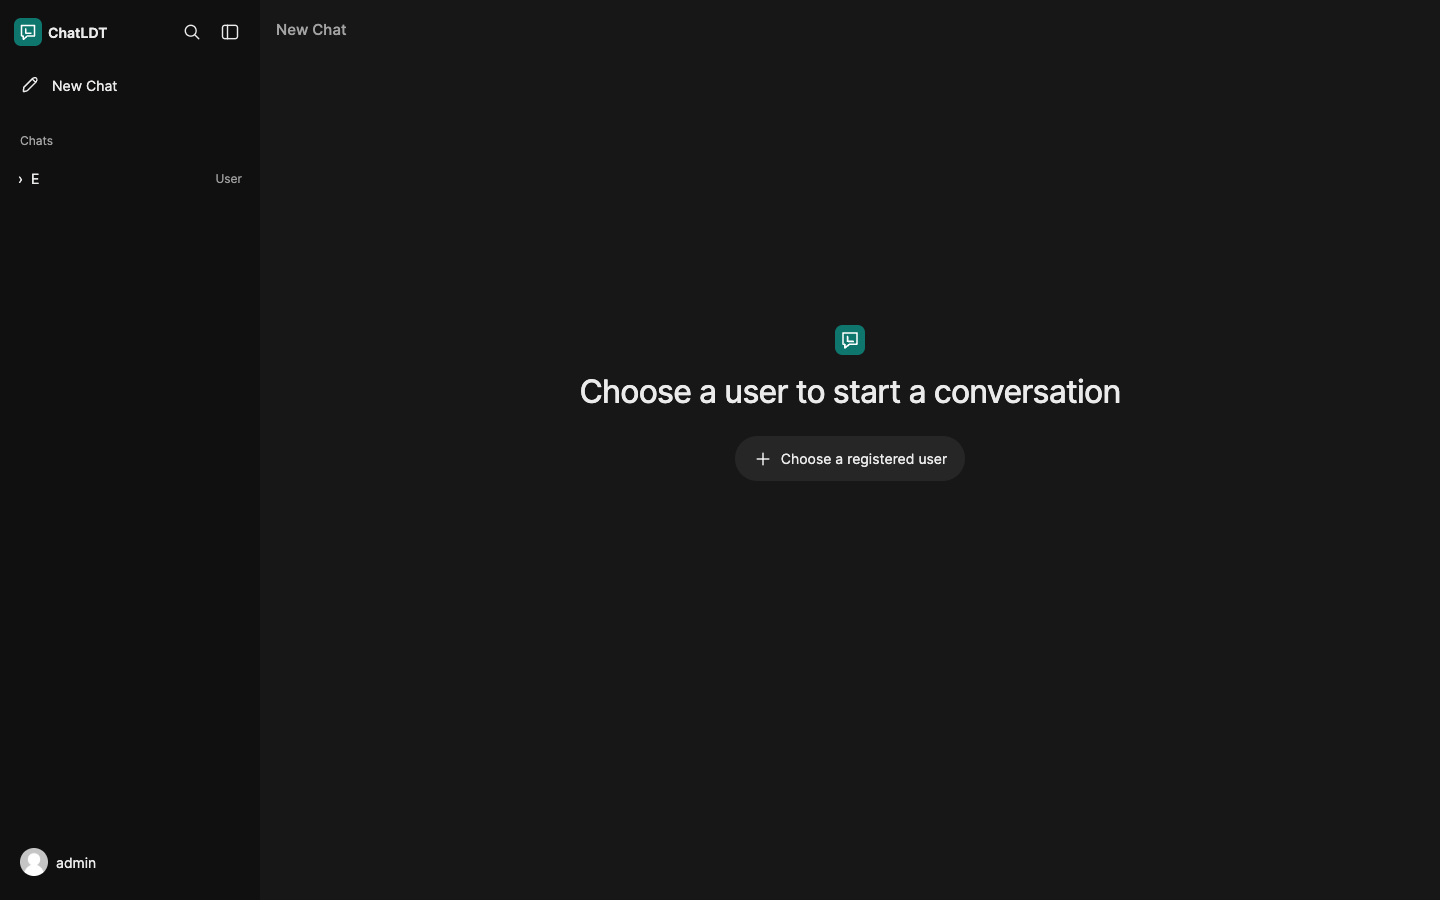 ChatLDT
New Chat
Chats
› E
User
admin
New Chat
Choose a user to start a conversation
+ Choose a registered user